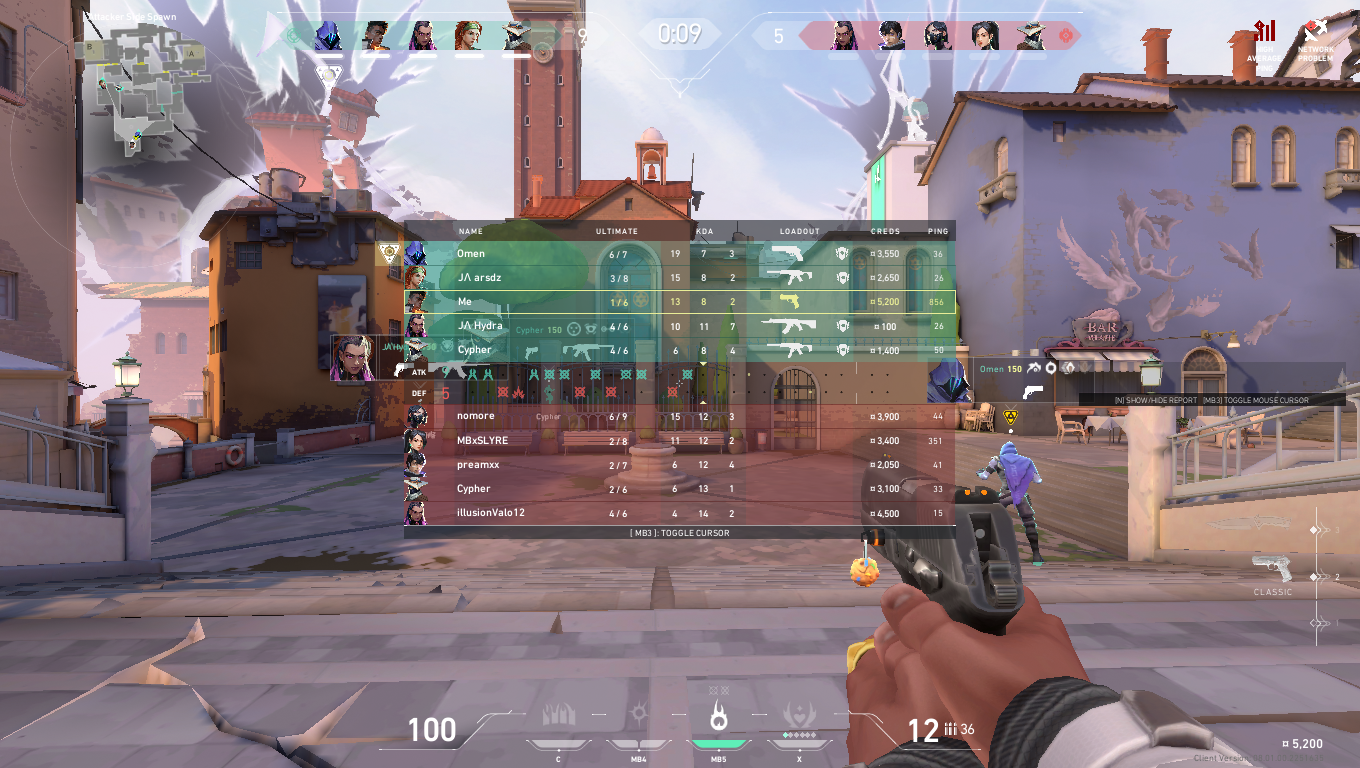 Attacker Side Spawn
B
A
9
0:09
5
HIGH
AVERAGE
PING
NETWORK
PROBLEM
NAME ULTIMATE KDA LOADOUT CREDS PING
Omen 6 / 7 19 7 3 ¤ 3,550 36
JΛ arsdz 3 / 8 15 8 2 ¤ 2,650 26
Me 1 / 6 13 8 2 ¤ 5,200 856
JΛ Hydra 4 / 6 10 11 7 ¤ 100 26
Cypher 150
Cypher 4 / 6 6 8 4 ¤ 1,400 50
ATK
Omen 150
DEF 5
[N] SHOW/HIDE REPORT [MB3] TOGGLE MOUSE CURSOR
nomore Cypher 6 / 9 15 12 3 ¤ 3,900 44
MBxSLYRE 2 / 8 11 12 2 ¤ 3,400 351
preamxx 2 / 7 6 12 4 ¤ 2,050 41
Cypher 2 / 6 6 13 1 ¤ 3,100 33
illusionValo12 4 / 6 4 14 2 ¤ 4,500 15
[ MB3 ]: TOGGLE CURSOR
BAR
3
2
CLASSIC
1
100
12 36
C MB4 MB5 X
¤ 5,200